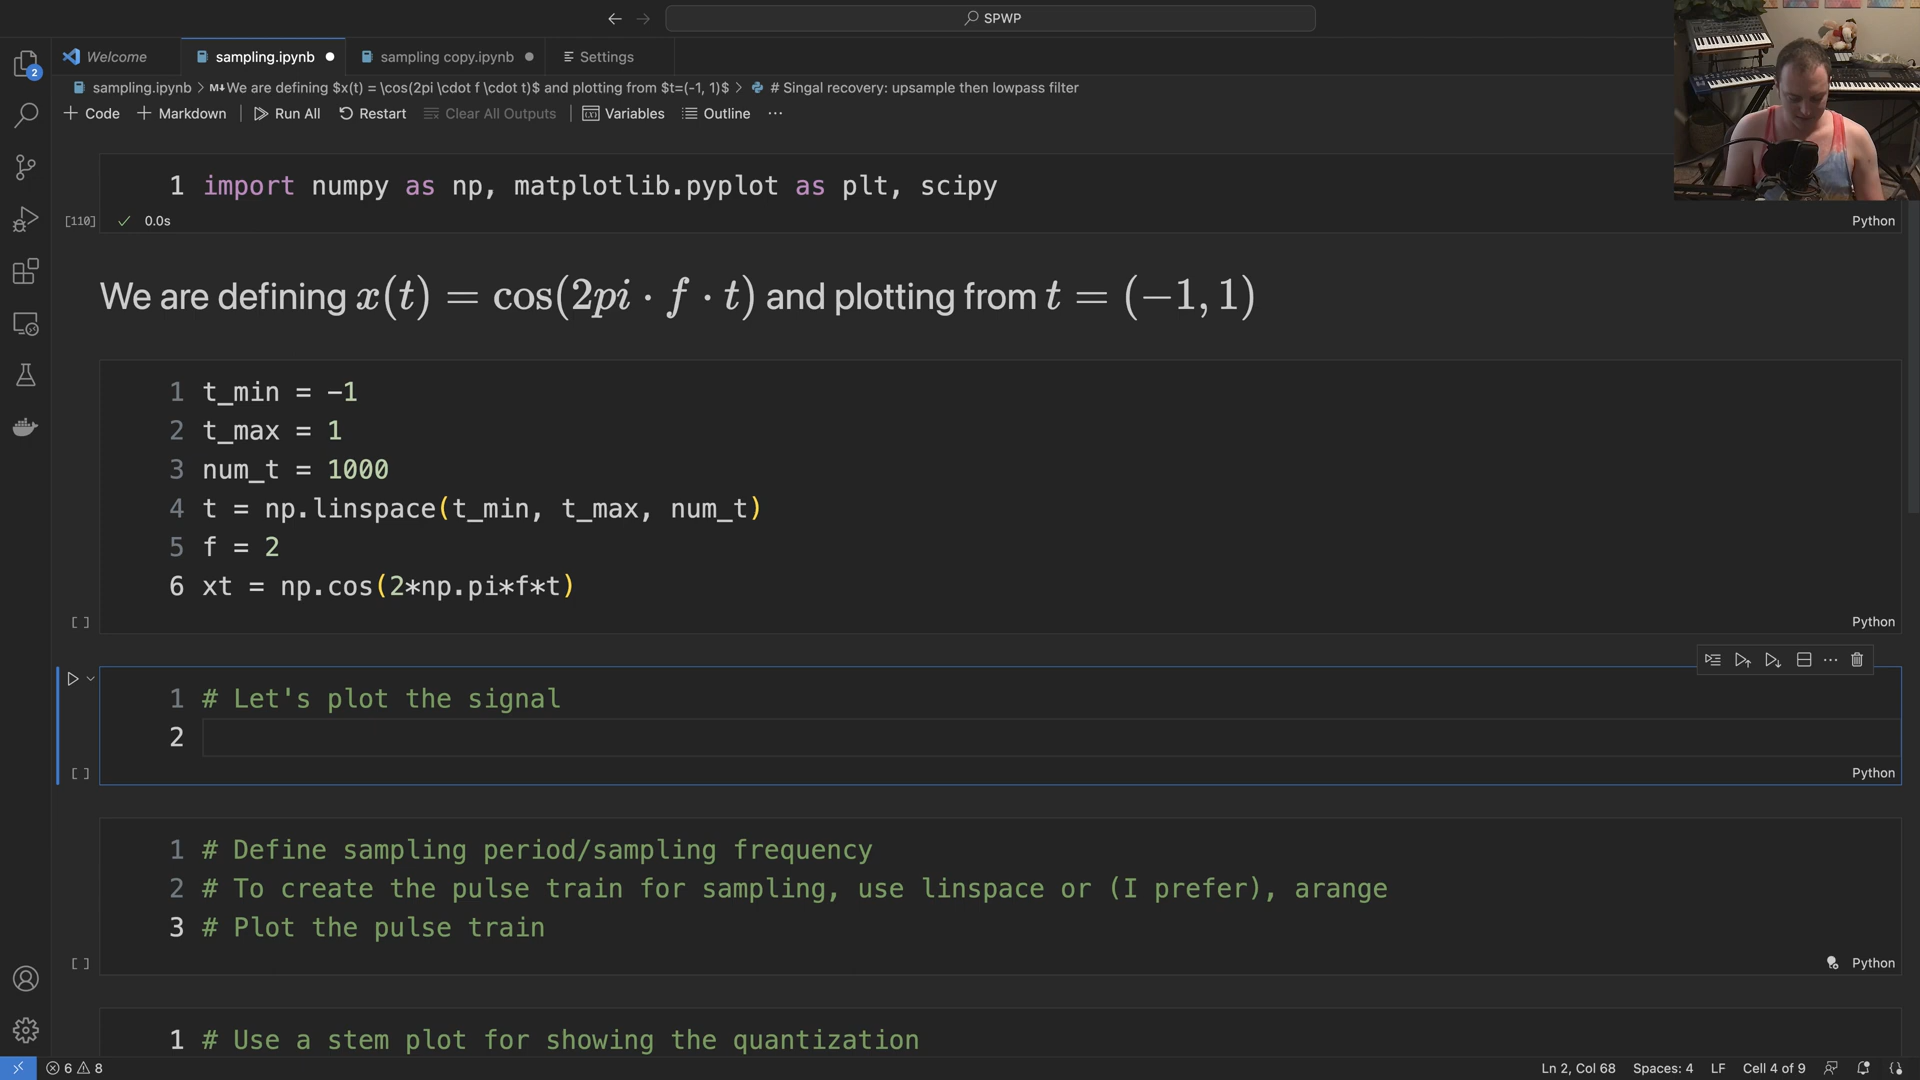 SPWP
2
Welcome
sampling.ipynb
sampling copy.ipynb
Settings
sampling.ipynb > M↓We are defining $x(t) = \cos(2pi \cdot f \cdot t)$ and plotting from $t=(-1, 1)$ > # Singal recovery: upsample then lowpass filter
+ Code + Markdown Run All Restart Clear All Outputs Variables Outline ···
1 import numpy as np, matplotlib.pyplot as plt, scipy
[110] ✓ 0.0s
Python
We are defining x(t) = cos(2pi · f · t) and plotting from t = (−1, 1)
1 t_min = -1
2 t_max = 1
3 num_t = 1000
4 t = np.linspace(t_min, t_max, num_t)
5 f = 2
6 xt = np.cos(2*np.pi*f*t)
[ ]
Python
1 # Let's plot the signal
2
[ ]
Python
1 # Define sampling period/sampling frequency
2 # To create the pulse train for sampling, use linspace or (I prefer), arange
3 # Plot the pulse train
[ ]
Python
1 # Use a stem plot for showing the quantization
6 8
Ln 2, Col 68 Spaces: 4 LF Cell 4 of 9